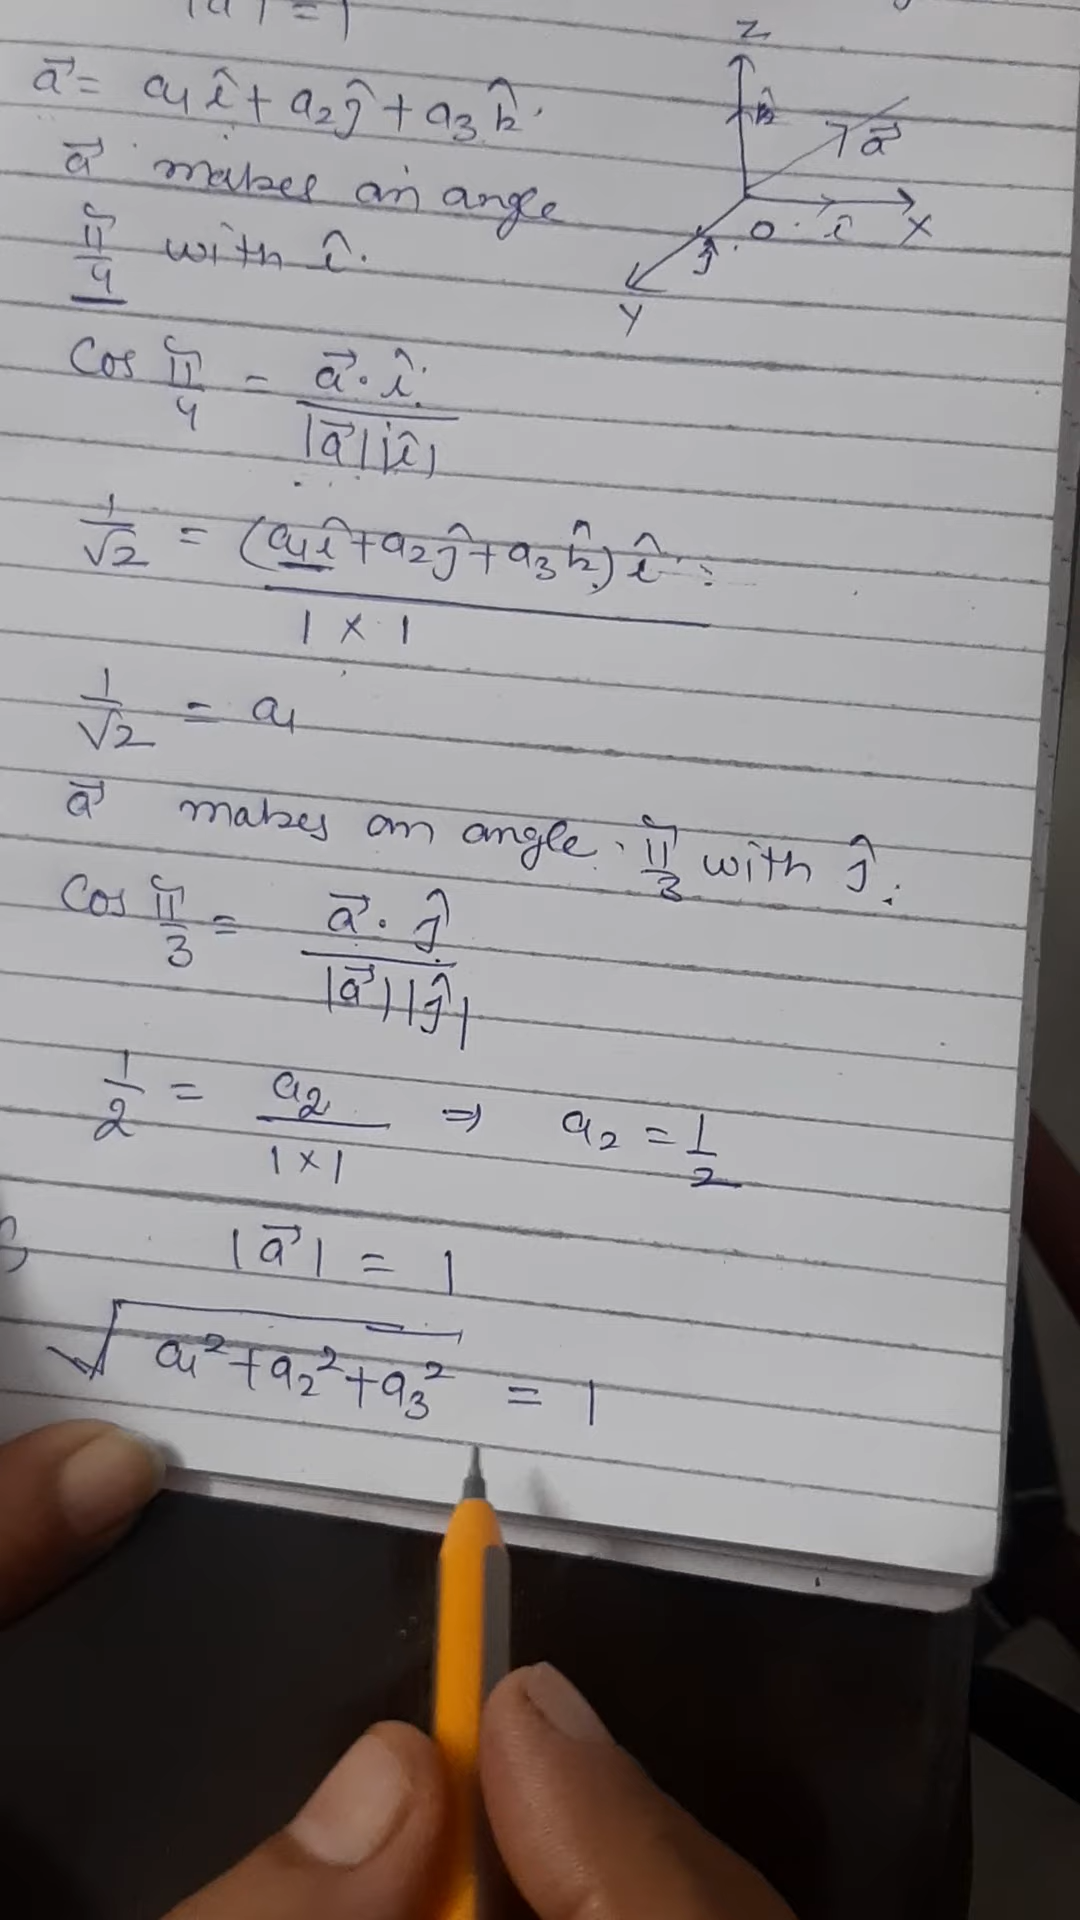 |a⃗| = 1
a⃗ = a₁î + a₂ĵ + a₃k̂.
a⃗ makes an angle
π/4 with î.
Z
k̂
a⃗
O
î
X
ĵ
Y
Cos π/4 = a⃗ · î / |a⃗||î|
1/√2 = (a₁î + a₂ĵ + a₃k̂) î / 1 × 1
1/√2 = a₁
a⃗ makes an angle π/3 with ĵ.
Cos π/3 = a⃗ · ĵ / |a⃗||ĵ|
1/2 = a₂ / 1×1 ⇒ a₂ = 1/2
|a⃗| = 1
√(a₁² + a₂² + a₃²) = 1